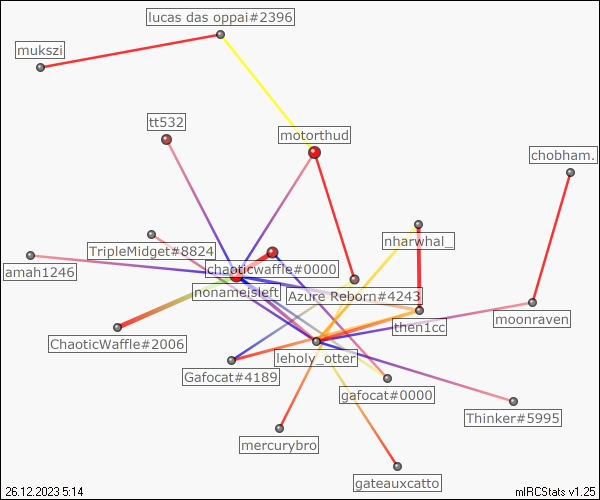 lucas das oppai#2396
mukszi
tt532
motorthud
chobham.
nharwhal_
TripleMidget#8824
chaoticwaffle#0000
amah1246
nonameisleft
Azure Reborn#4243
moonraven
then1cc
ChaoticWaffle#2006
leholy_otter
Gafocat#4189
gafocat#0000
Thinker#5995
mercurybro
gateauxcatto
26.12.2023 5:14
mIRCStats v1.25